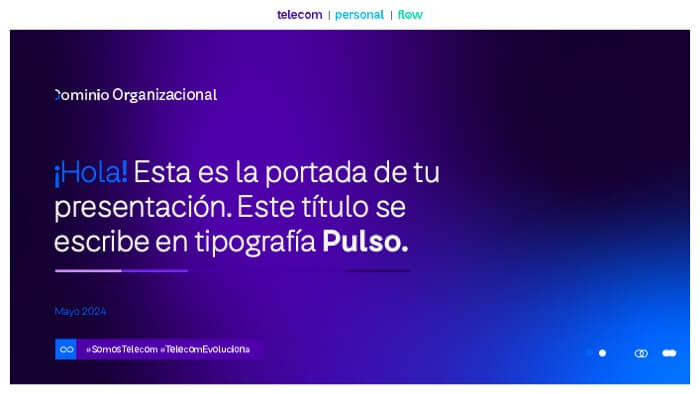 telecom | personal | flow
Dominio Organizacional
¡Hola! Esta es la portada de tu
presentación. Este título se
escribe en tipografía Pulso.
Mayo 2024
#SomosTelecom #TelecomEvoluciona